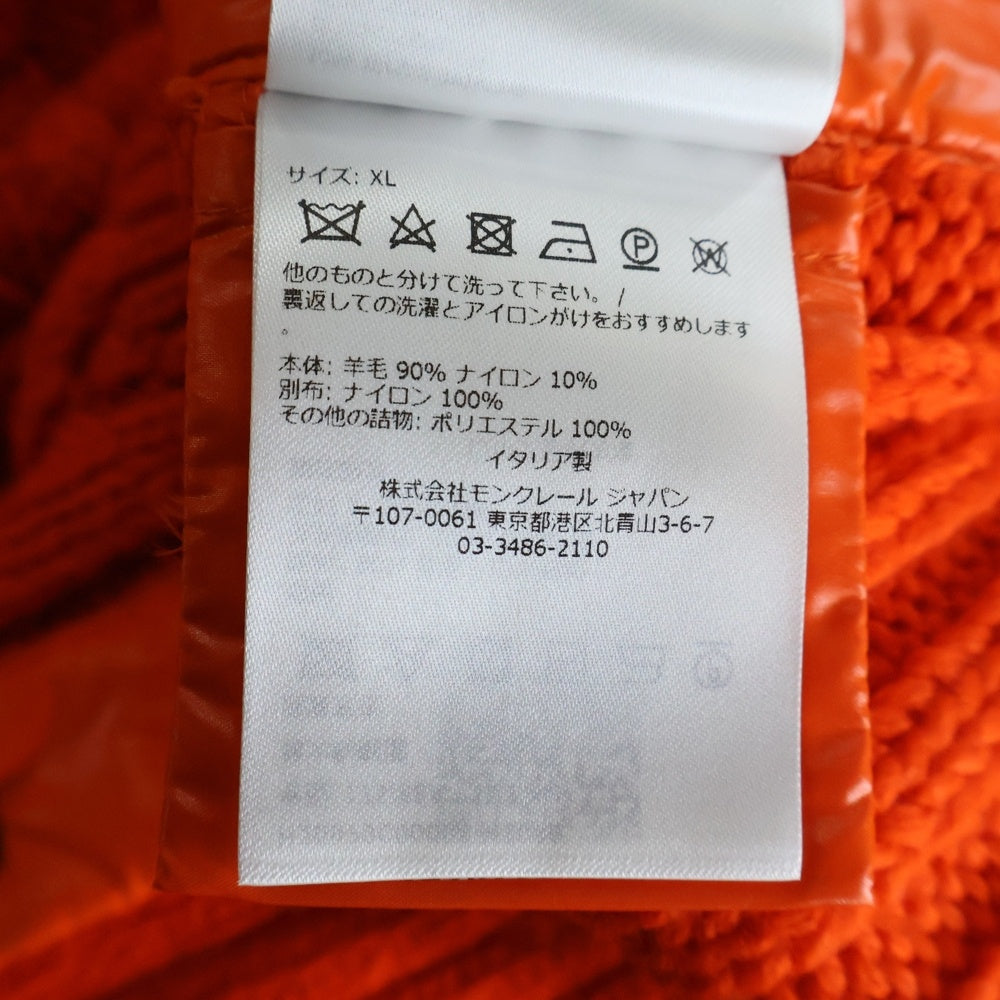 サイズ: XL
P W
他のものと分けて洗って下さい。 /
裏返しての洗濯とアイロンがけをおすすめします
。
本体: 羊毛 90% ナイロン 10%
別布: ナイロン 100%
その他の詰物: ポリエステル 100%
イタリア製
株式会社モンクレール ジャパン
〒107-0061 東京都港区北青山3-6-7
03-3486-2110